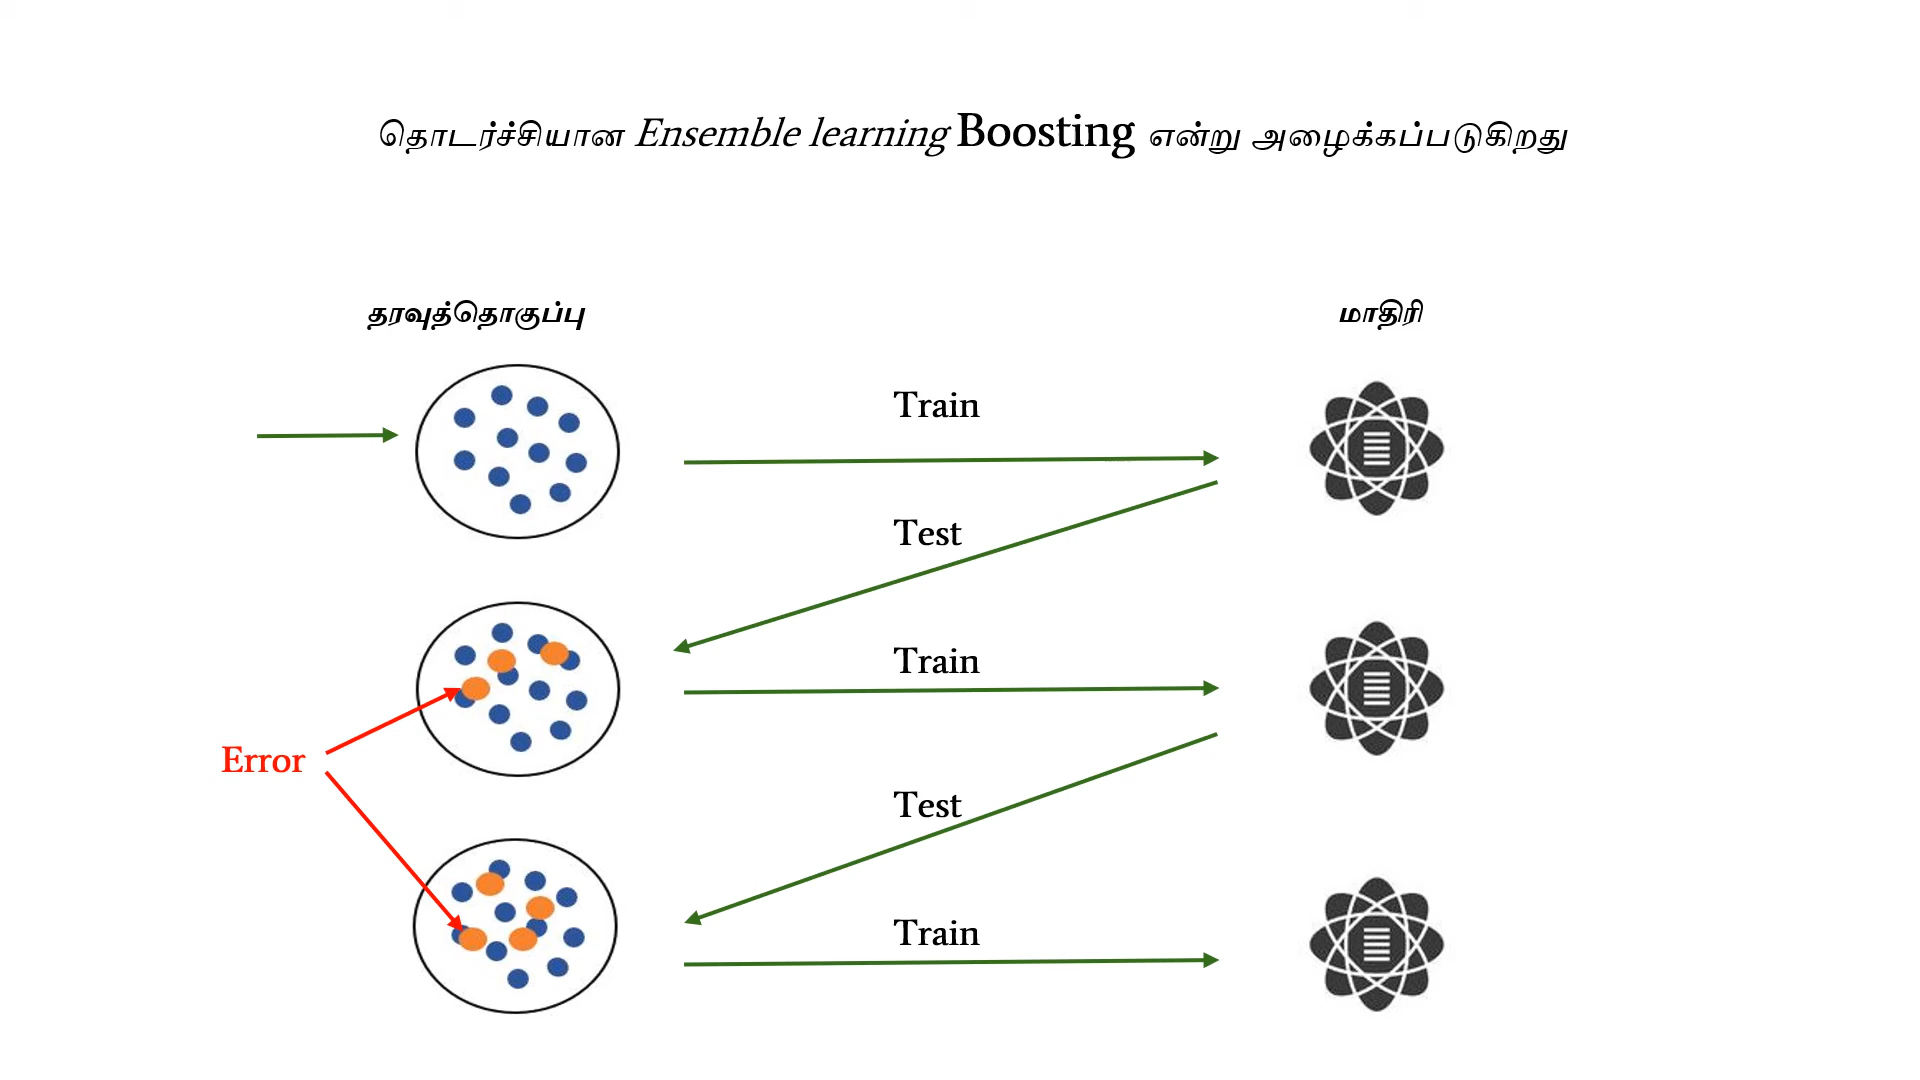 தொடர்ச்சியான Ensemble learning Boosting என்று அழைக்கப்படுகிறது
தரவுத்தொகுப்பு
மாதிரி
Train
Test
Train
Error
Test
Train